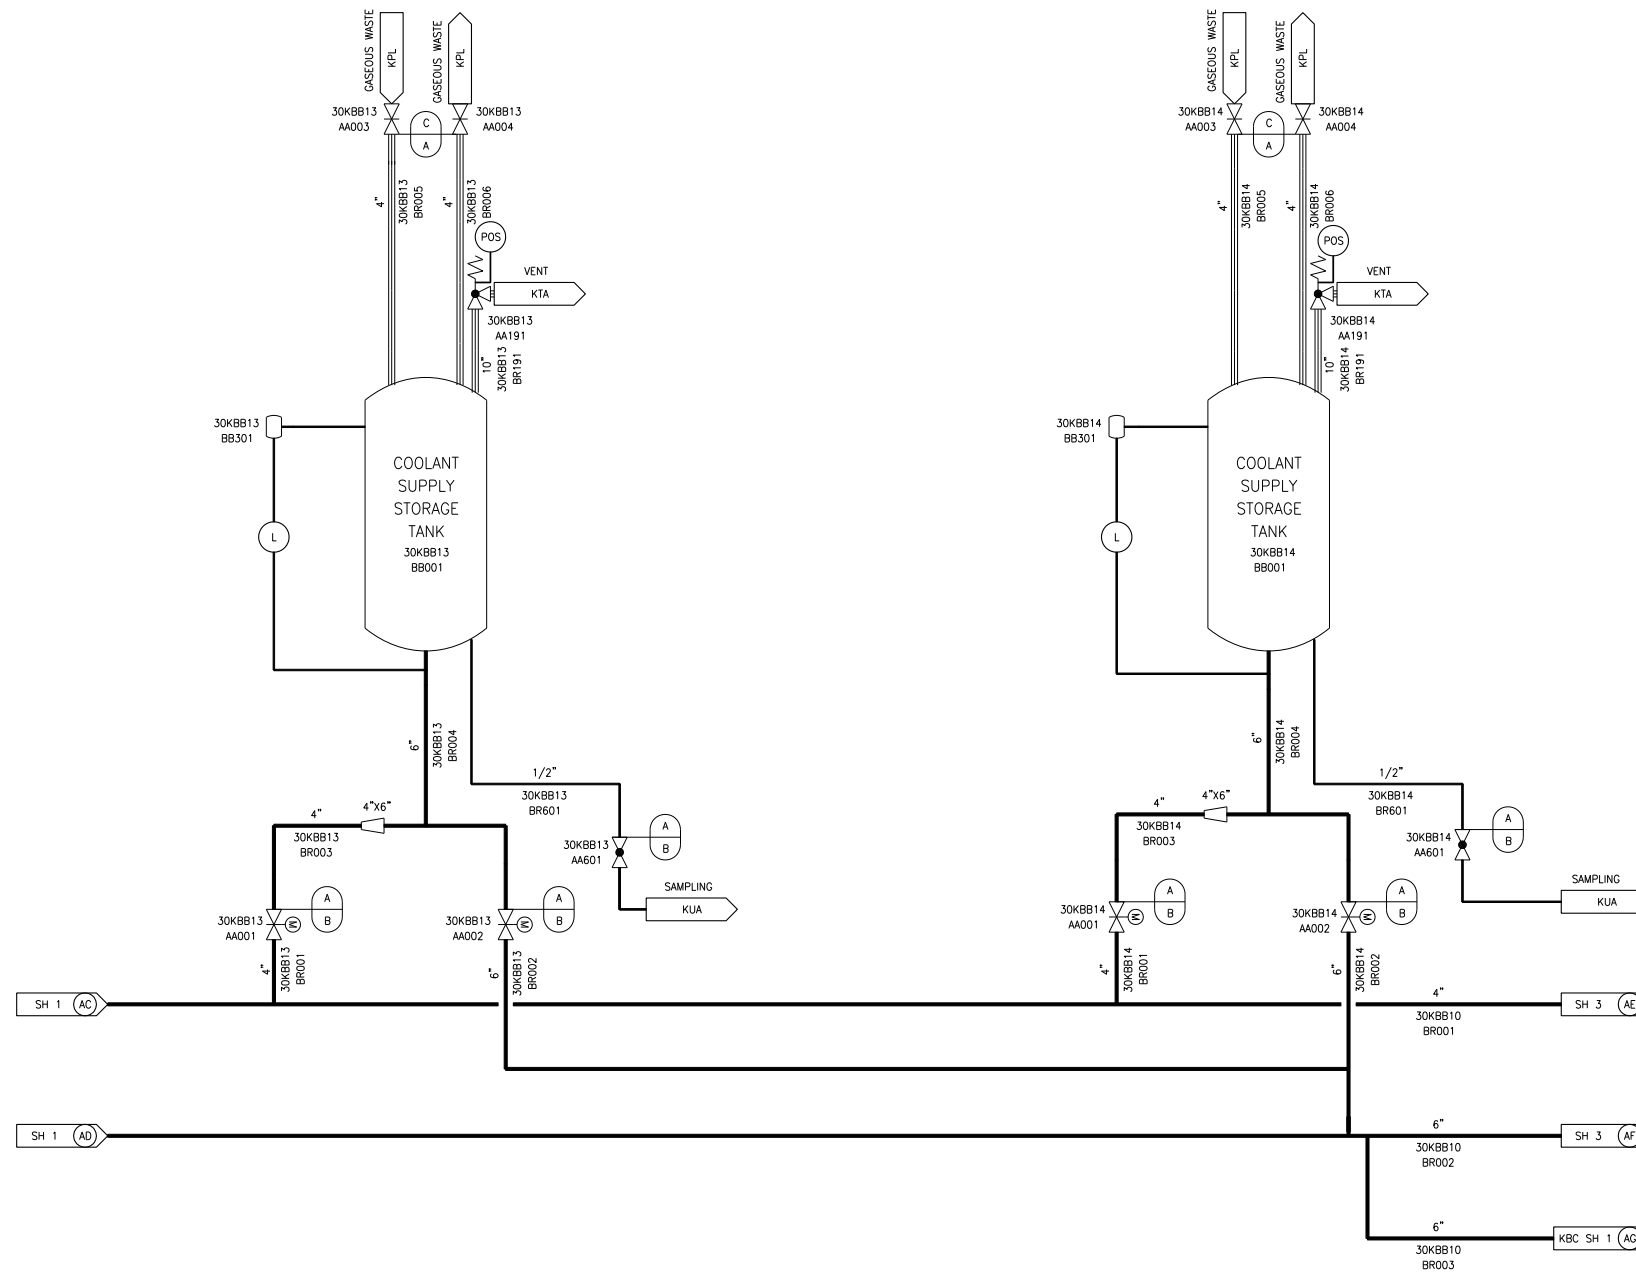 GASEOUS WASTE
KPL
GASEOUS WASTE
KPL
30KBB13
AA003
C
A
30KBB13
AA004
4"
30KBB13
BR005
4"
30KBB13
BR006
POS
VENT
KTA
30KBB13
AA191
10"
30KBB13
BR191
30KBB13
BB301
L
COOLANT
SUPPLY
STORAGE
TANK
30KBB13
BB001
6"
30KBB13
BR004
1/2"
30KBB13
BR601
4"
4"X6"
30KBB13
BR003
30KBB13
AA601
A
B
SAMPLING
KUA
30KBB13
AA001
M
A
B
30KBB13
AA002
M
A
B
4"
30KBB13
BR001
6"
30KBB13
BR002
GASEOUS WASTE
KPL
GASEOUS WASTE
KPL
30KBB14
AA003
C
A
30KBB14
AA004
4"
30KBB14
BR005
4"
30KBB14
BR006
POS
VENT
KTA
30KBB14
AA191
10"
30KBB14
BR191
30KBB14
BB301
L
COOLANT
SUPPLY
STORAGE
TANK
30KBB14
BB001
6"
30KBB14
BR004
1/2"
30KBB14
BR601
4"
4"X6"
30KBB14
BR003
30KBB14
AA601
A
B
SAMPLING
KUA
30KBB14
AA001
M
A
B
30KBB14
AA002
M
A
B
4"
30KBB14
BR001
6"
30KBB14
BR002
SH 1 AC
4"
30KBB10
BR001
SH 3 AE
SH 1 AD
6"
30KBB10
BR002
SH 3 AF
6"
30KBB10
BR003
KBC SH 1 AG